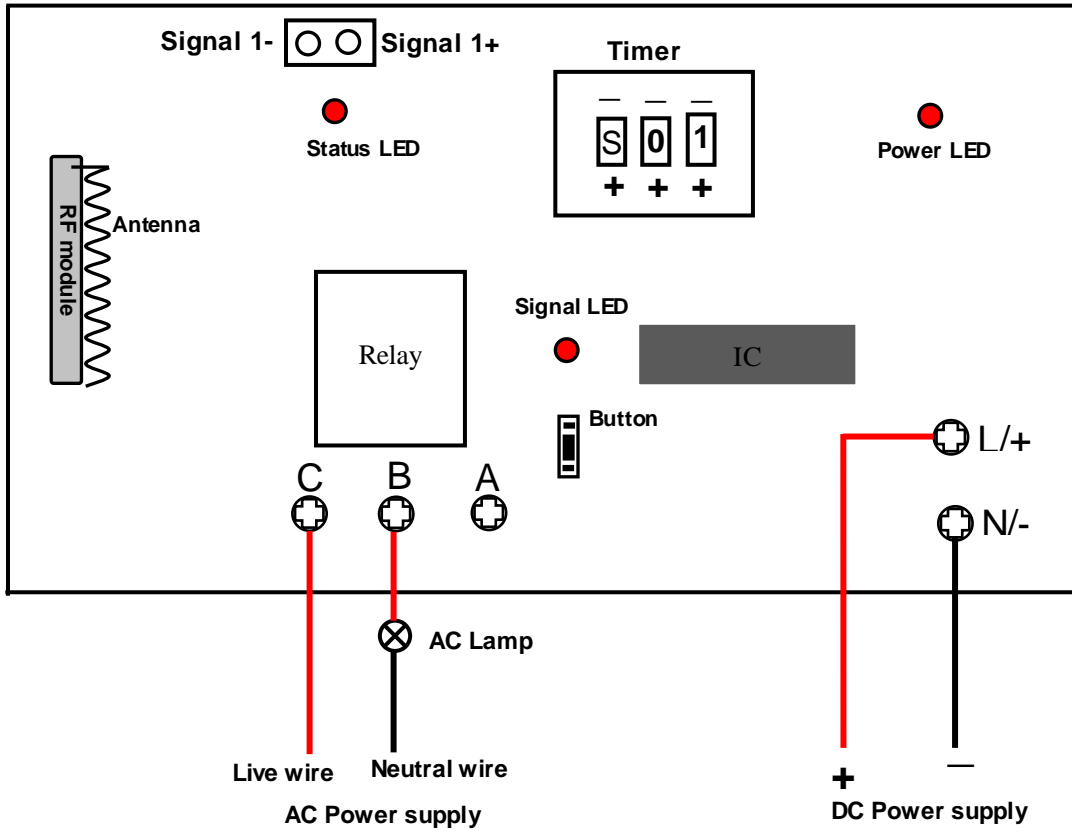 Signal 1- Signal 1+
Timer
– – –
S 0 1
+ + +
Status LED
Power LED
RF module
Antenna
Signal LED
Relay
IC
Button
L/+
C B A
N/-
AC Lamp
Live wire Neutral wire
+ –
AC Power supply
DC Power supply